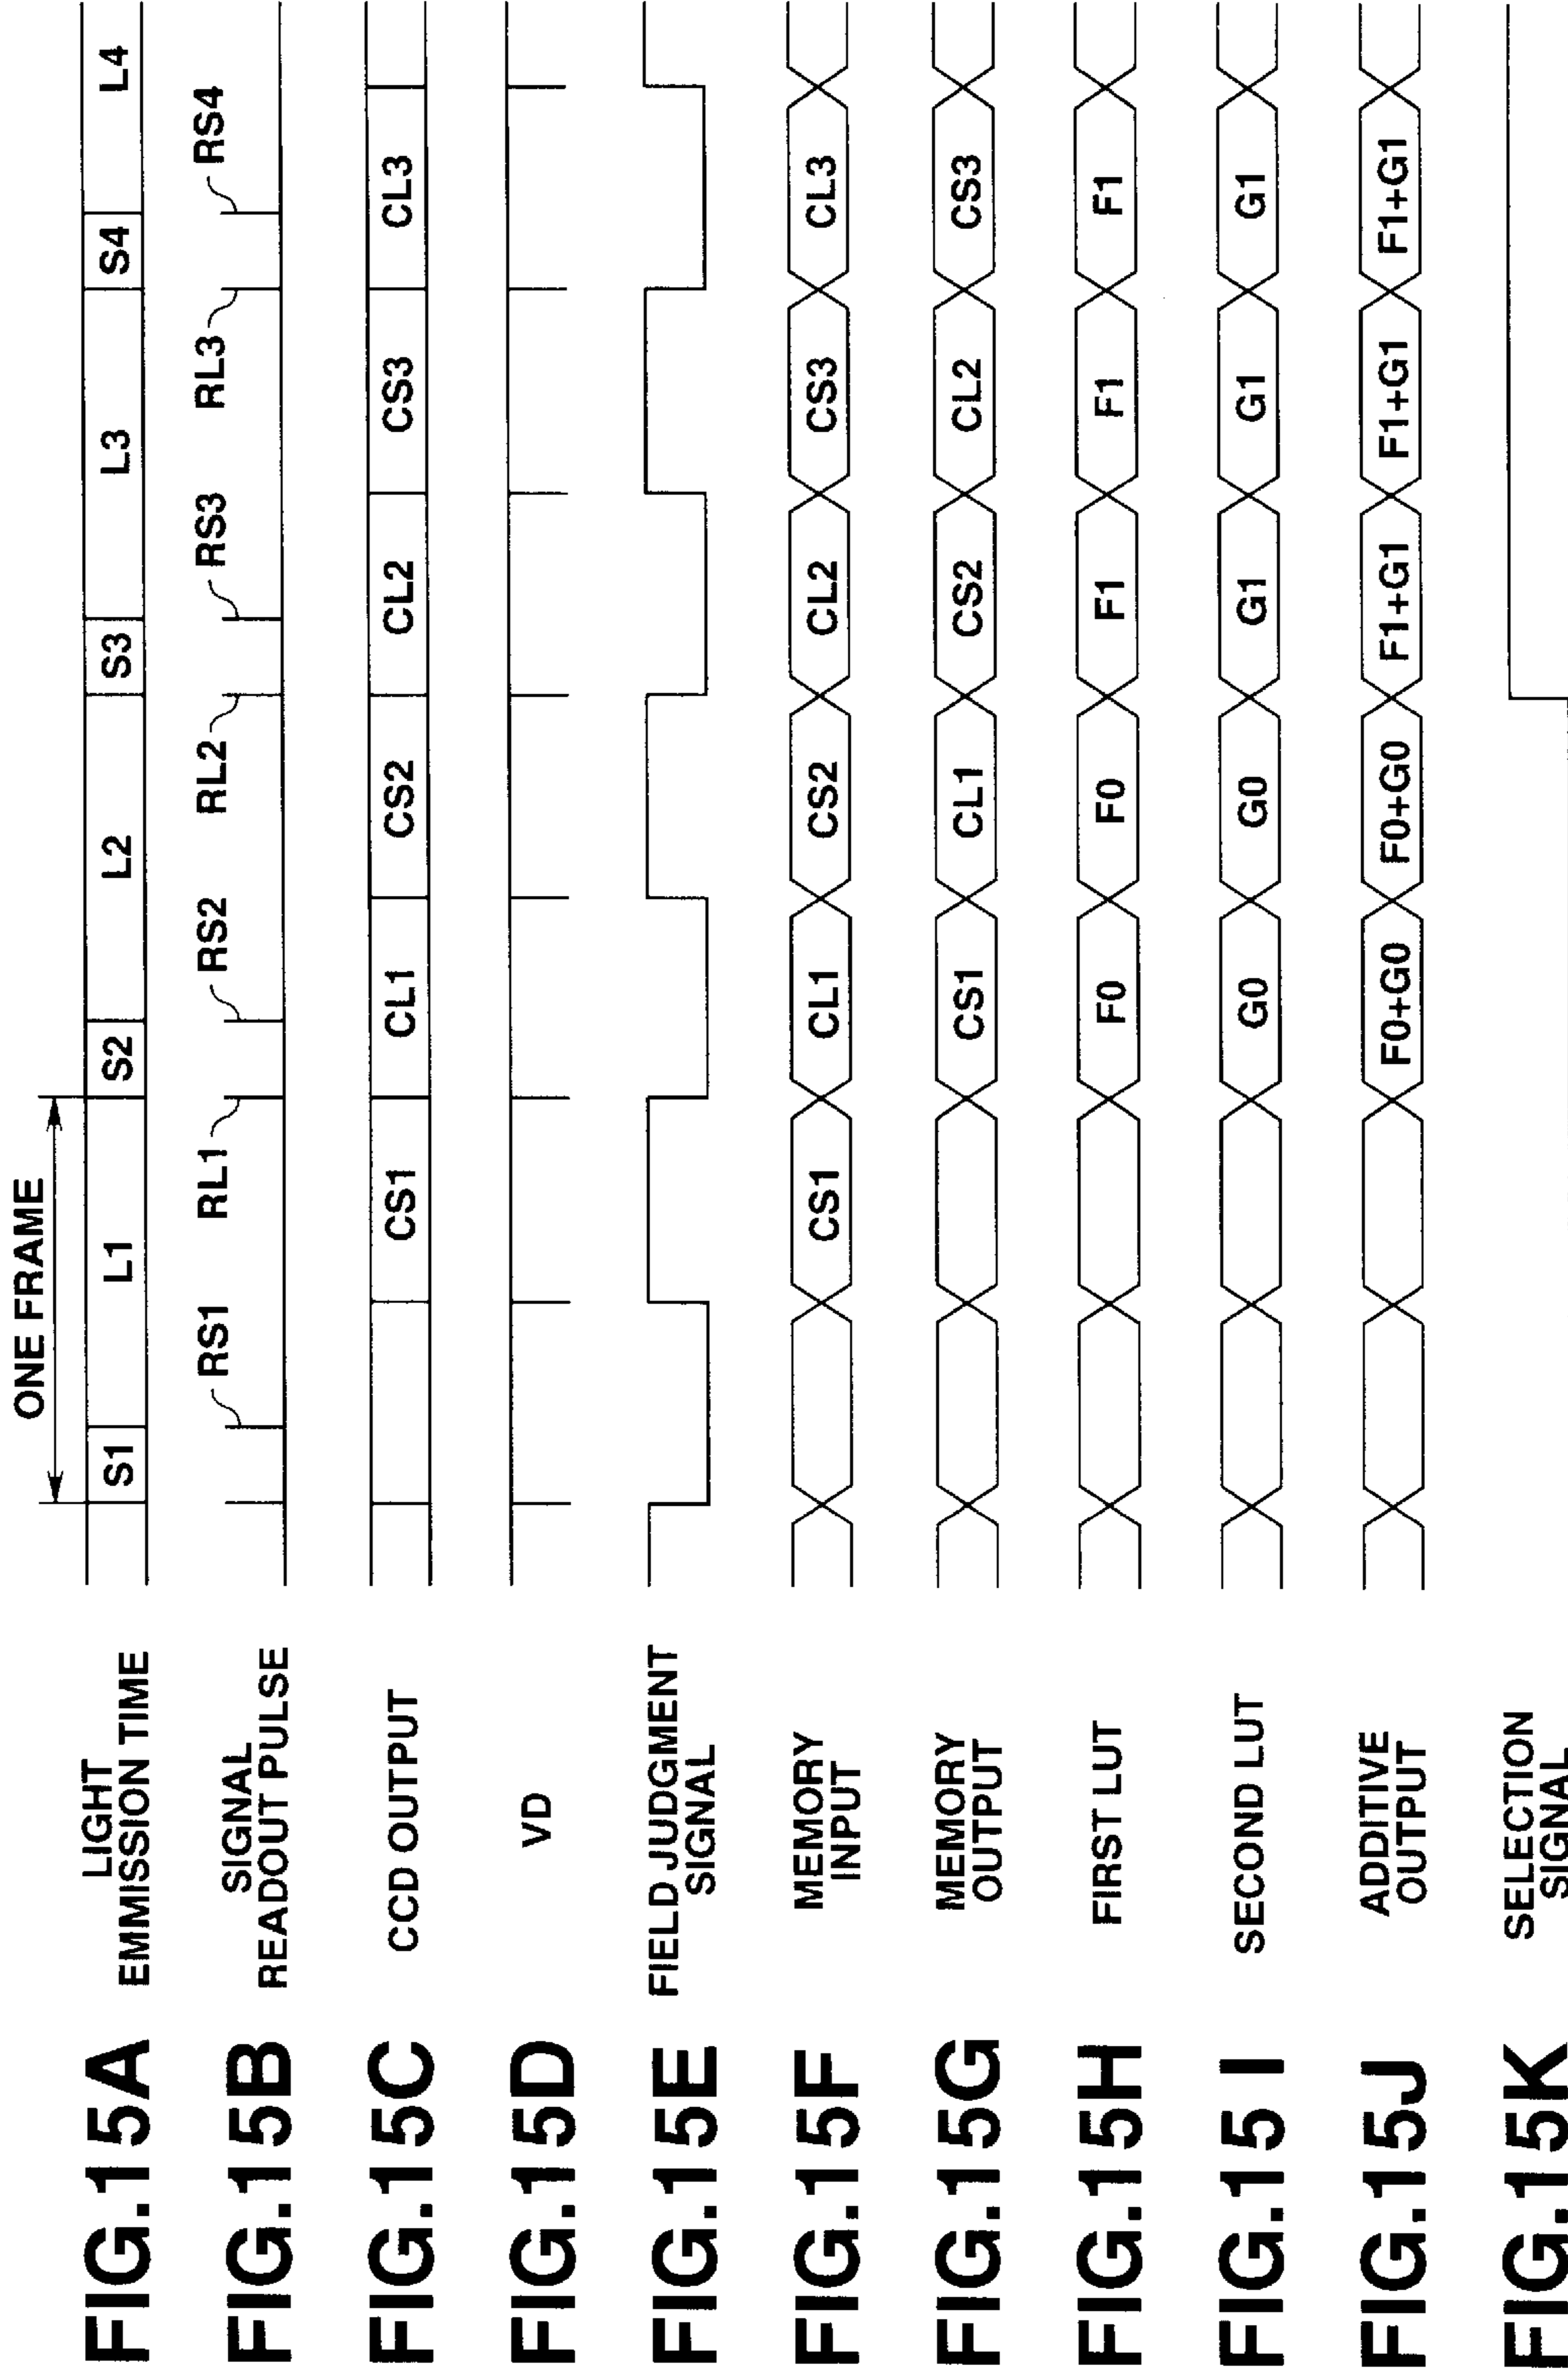 ONE FRAME
FIG.15A
LIGHT
EMMISSION TIME
S1 L1 S2 L2 S3 L3 S4 L4
FIG.15B
SIGNAL
READOUT PULSE
RS1 RL1 RS2 RL2 RS3 RL3 RS4
FIG.15C
CCD OUTPUT
CS1 CL1 CS2 CL2 CS3 CL3
FIG.15D
VD
FIG.15E
FIELD JUDGMENT
SIGNAL
FIG.15F
MEMORY
INPUT
CS1 CL1 CS2 CL2 CS3 CL3
FIG.15G
MEMORY
OUTPUT
CS1 CL1 CS2 CL2 CS3
FIG.15H
FIRST LUT
F0 F0 F1 F1 F1
FIG.15 I
SECOND LUT
G0 G0 G1 G1 G1
FIG.15J
ADDITIVE
OUTPUT
F0+G0 F0+G0 F1+G1 F1+G1 F1+G1
FIG.15K
SELECTION
SIGNAL